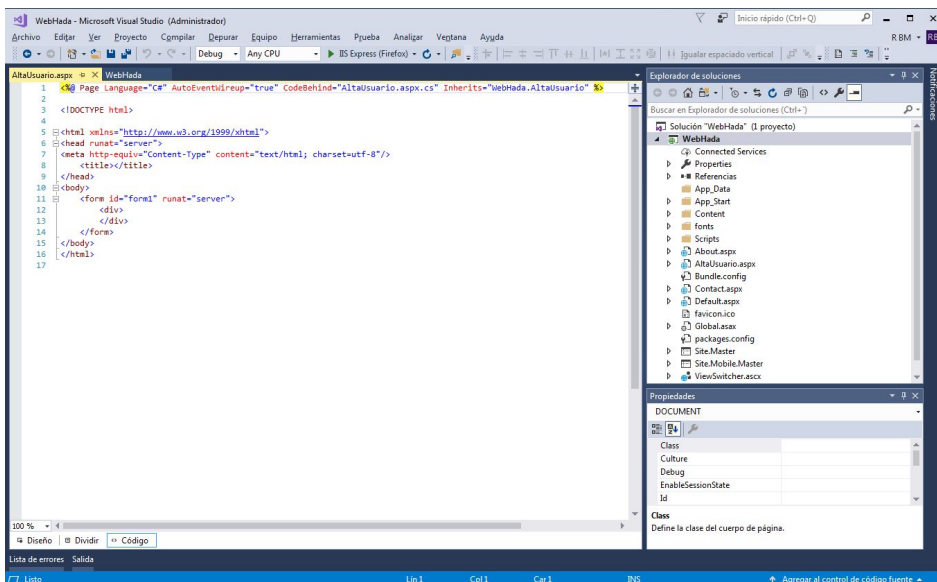 WebHada - Microsoft Visual Studio (Administrador)
Inicio rápido (Ctrl+Q)
Archivo Editar Ver Proyecto Compilar Depurar Equipo Herramientas Prueba Analizar Ventana Ayuda
R BM
Debug Any CPU IIS Express (Firefox) Igualar espaciado vertical
AltaUsuario.aspx WebHada
1 <%@ Page Language="C#" AutoEventWireup="true" CodeBehind="AltaUsuario.aspx.cs" Inherits="WebHada.AltaUsuario" %>
2
3 <!DOCTYPE html>
4
5 <html xmlns="http://www.w3.org/1999/xhtml">
6 <head runat="server">
7 <meta http-equiv="Content-Type" content="text/html; charset=utf-8"/>
8 <title></title>
9 </head>
10 <body>
11 <form id="form1" runat="server">
12 <div>
13 </div>
14 </form>
15 </body>
16 </html>
17
100 %
Diseño Dividir Código
Explorador de soluciones
Buscar en Explorador de soluciones (Ctrl+´)
Solución "WebHada" (1 proyecto)
WebHada
Connected Services
Properties
Referencias
App_Data
App_Start
Content
fonts
Scripts
About.aspx
AltaUsuario.aspx
Bundle.config
Contact.aspx
Default.aspx
favicon.ico
Global.asax
packages.config
Site.Master
Site.Mobile.Master
ViewSwitcher.ascx
Propiedades
DOCUMENT
Class
Culture
Debug
EnableSessionState
Id
Class
Define la clase del cuerpo de página.
Notificaciones
Lista de errores Salida
Listo Lín 1 Col 1 Car 1 INS Agregar al control de código fuente